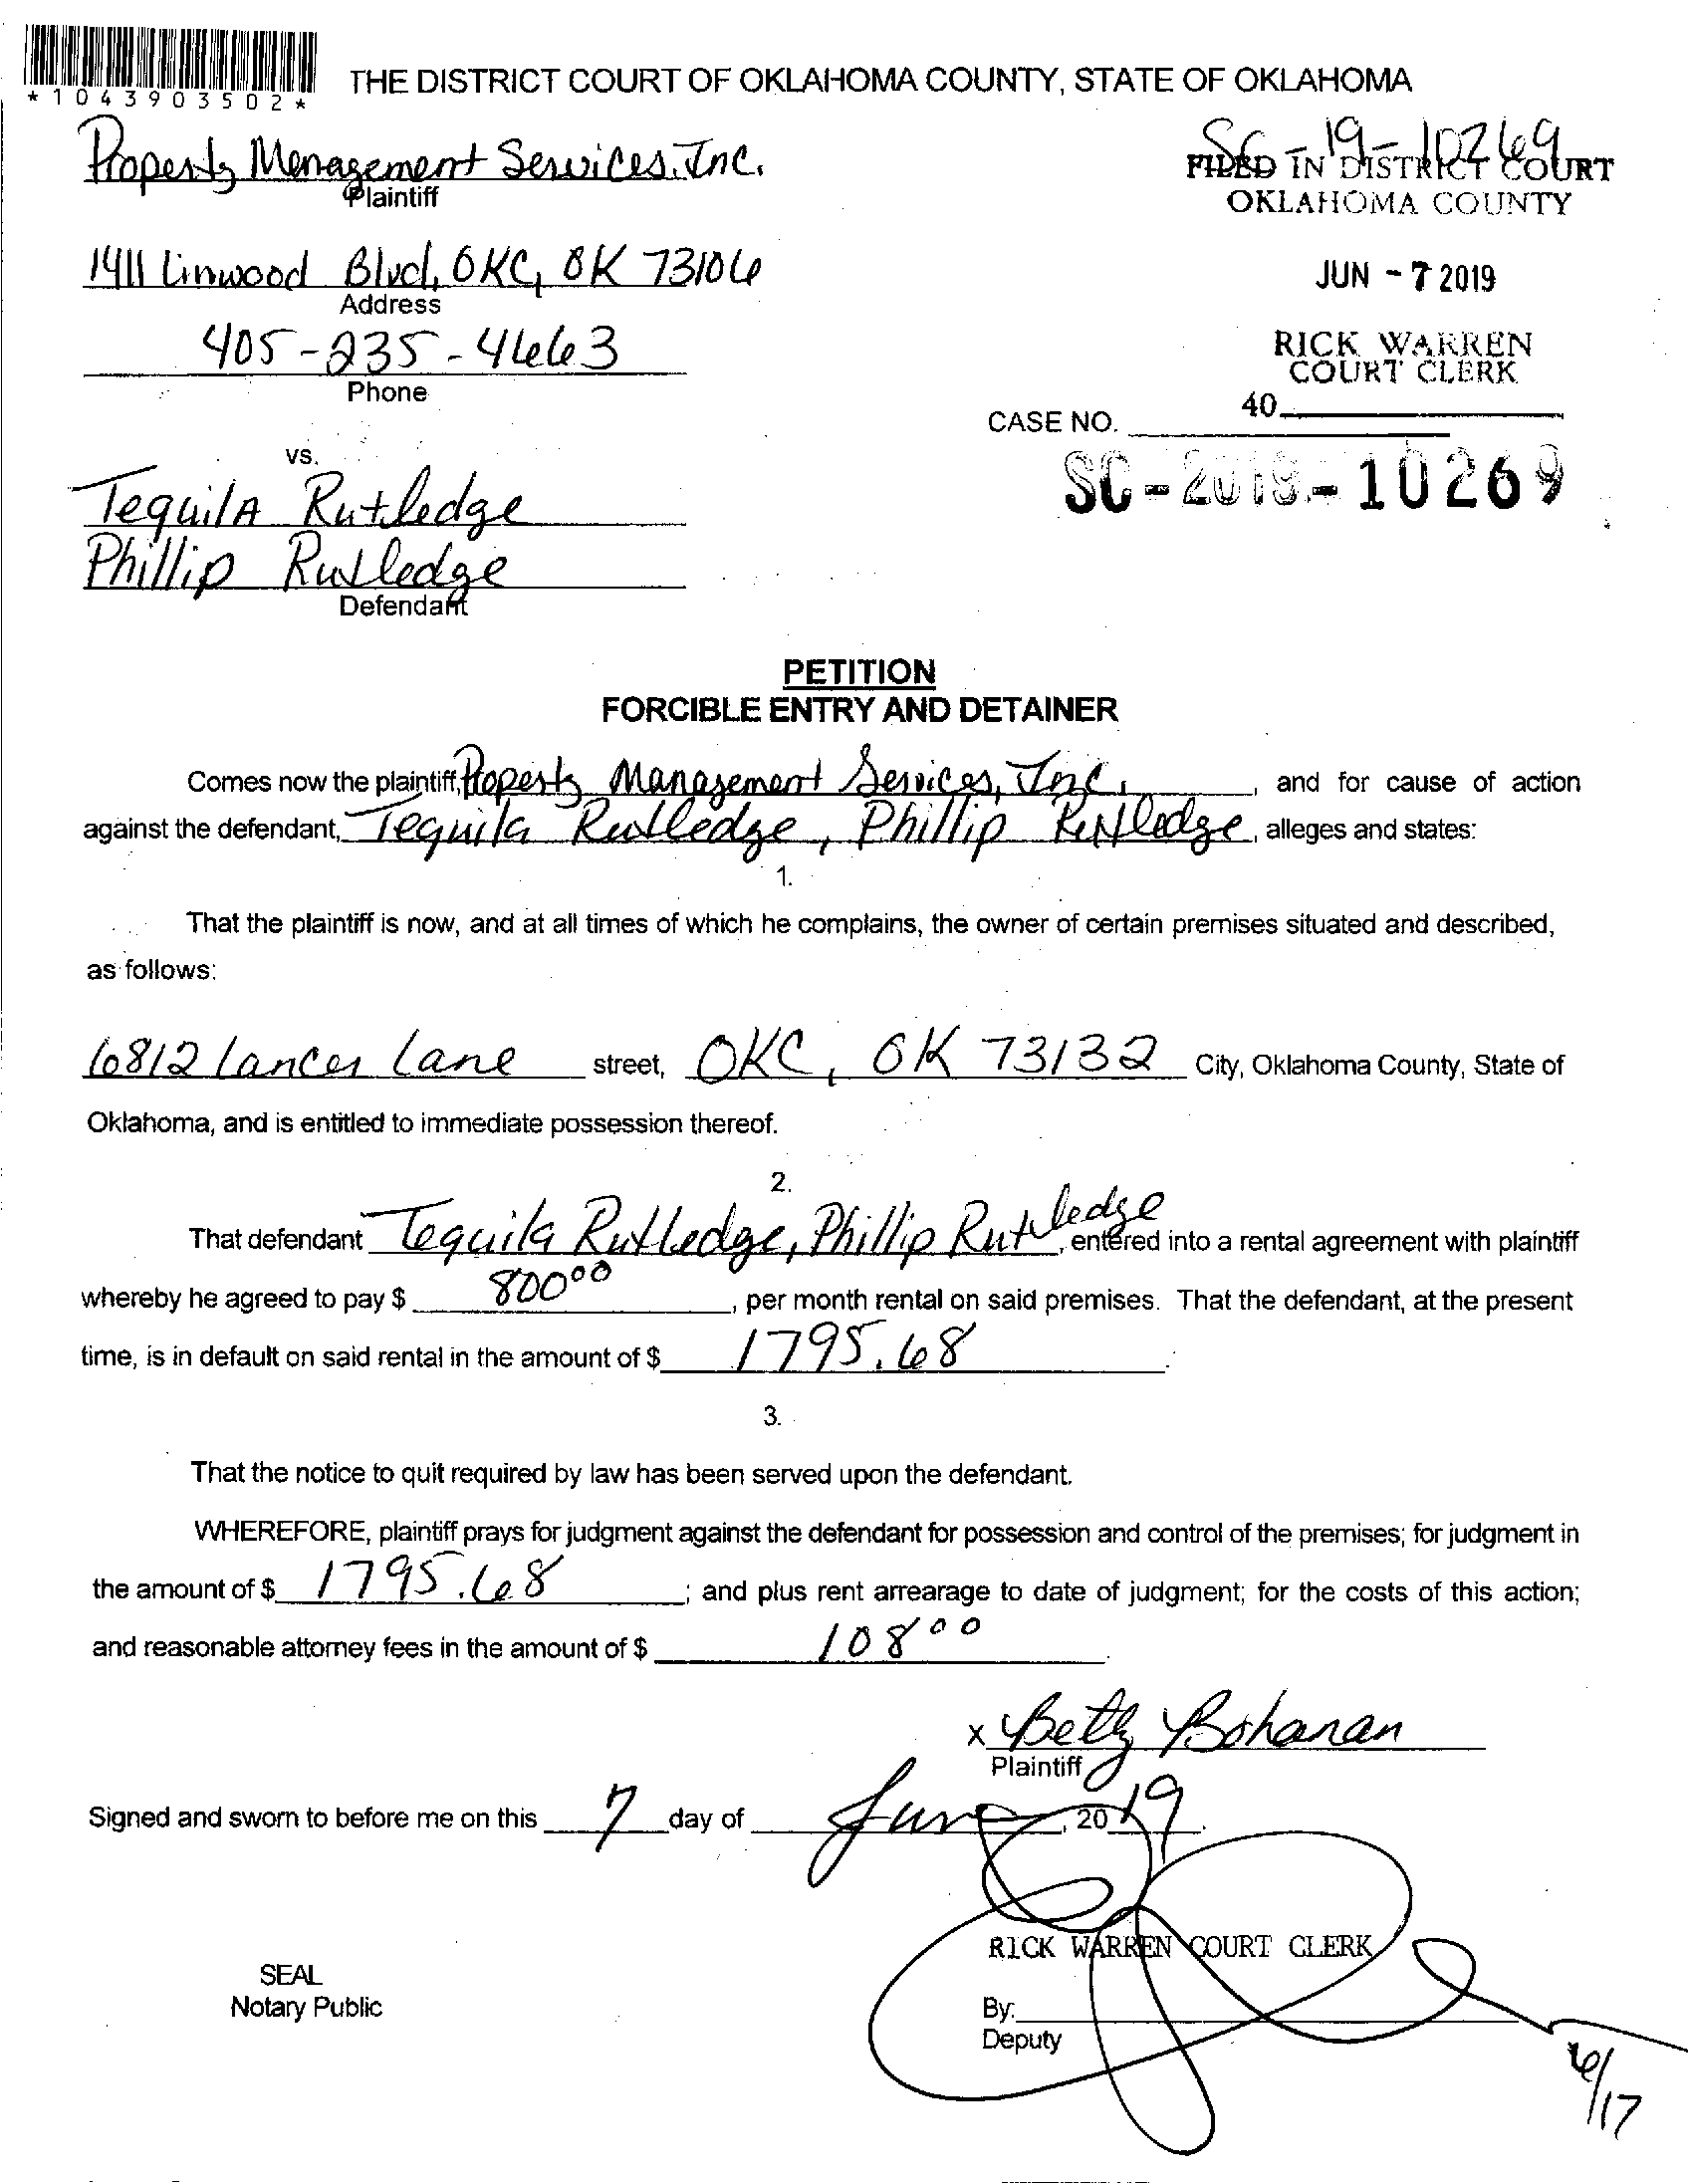 *1043903502*
THE DISTRICT COURT OF OKLAHOMA COUNTY, STATE OF OKLAHOMA
Property Management Services, Inc.
Plaintiff
SC-19-10269
FILED IN DISTRICT COURT
OKLAHOMA COUNTY
1411 Linwood Blvd, OKC, OK 73106
Address
JUN - 7 2019
405-235-4663
Phone
RICK WARREN
COURT CLERK
40
CASE NO.
SC-2019-10269
vs.
Tequila Rutledge
Phillip Rutledge
Defendant
PETITION
FORCIBLE ENTRY AND DETAINER
Comes now the plaintiff, Property Management Services, Inc., and for cause of action
against the defendant, Tequila Rutledge, Phillip Rutledge, alleges and states:
1.
That the plaintiff is now, and at all times of which he complains, the owner of certain premises situated and described,
as follows:
6812 Lancer Lane street, OKC, OK 73132 City, Oklahoma County, State of
Oklahoma, and is entitled to immediate possession thereof.
2.
That defendant Tequila Rutledge, Phillip Rutledge, entered into a rental agreement with plaintiff
whereby he agreed to pay $ 800 00, per month rental on said premises. That the defendant, at the present
time, is in default on said rental in the amount of $ 1795.68.
3.
That the notice to quit required by law has been served upon the defendant.
WHEREFORE, plaintiff prays for judgment against the defendant for possession and control of the premises; for judgment in
the amount of $ 1795.68; and plus rent arrearage to date of judgment; for the costs of this action;
and reasonable attorney fees in the amount of $ 108 00.
x Betty Bohanan
Plaintiff
Signed and sworn to before me on this 7 day of June, 20 19.
RICK WARREN COURT CLERK
SEAL
Notary Public
By:
Deputy
6/17